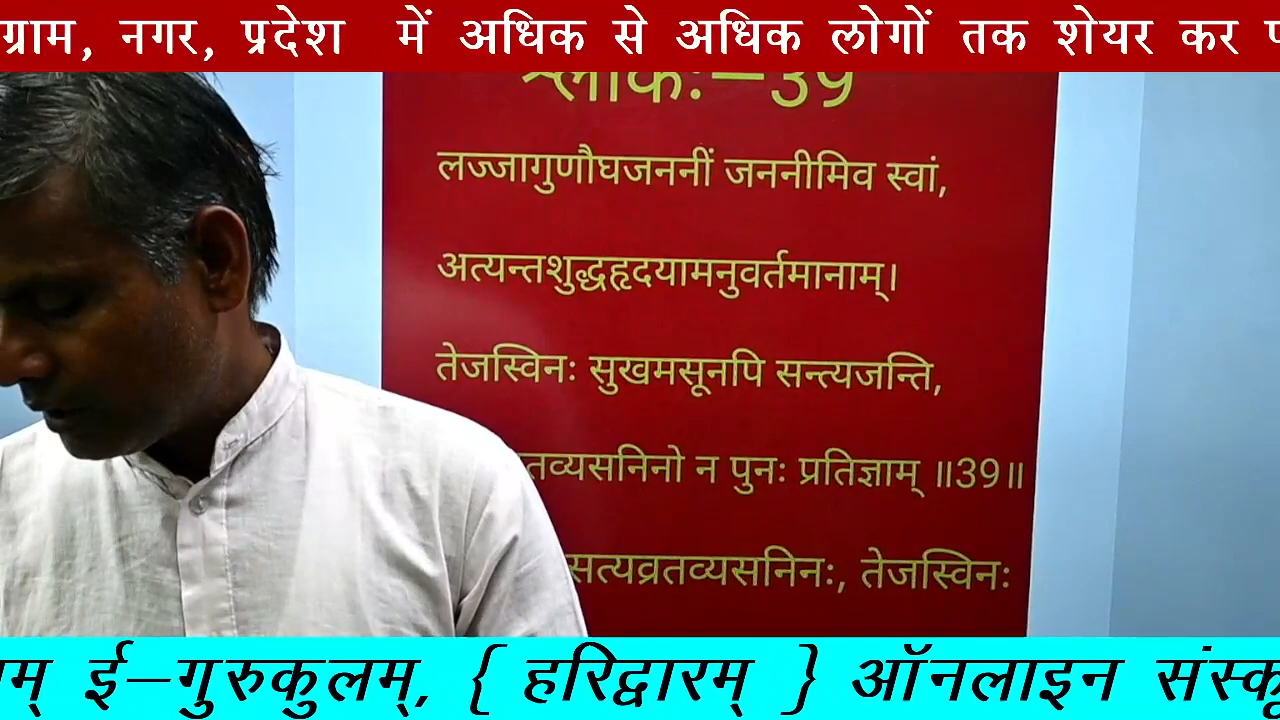 ग्राम, नगर, प्रदेश में अधिक से अधिक लोगों तक शेयर कर
श्लोकः–39
लज्जागुणौघजननीं जननीमिव स्वां,
अत्यन्तशुद्धहृदयामनुवर्तमानाम्।
तेजस्विनः सुखमसूनपि सन्त्यजन्ति,
तव्यसनिनो न पुनः प्रतिज्ञाम् ॥39॥
सत्यव्रतव्यसनिनः, तेजस्विनः
ई–गुरुकुलम्, { हरिद्वारम् } ऑनलाइन